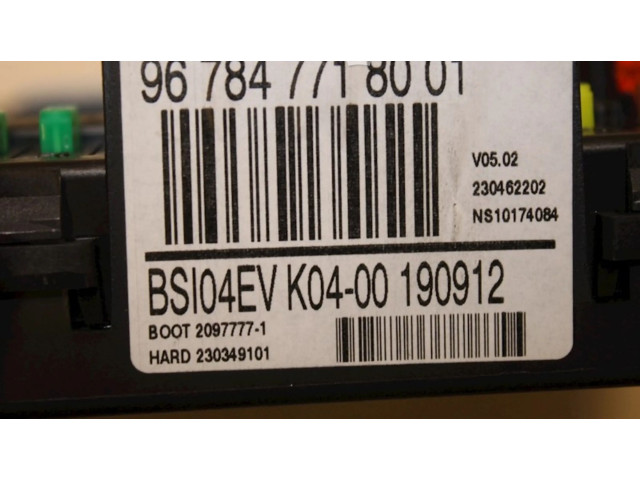 96 784 771 80 01
V05.02
230462202
NS10174084
BSI04EV K04-00 190912
BOOT 2097777-1
HARD 230349101